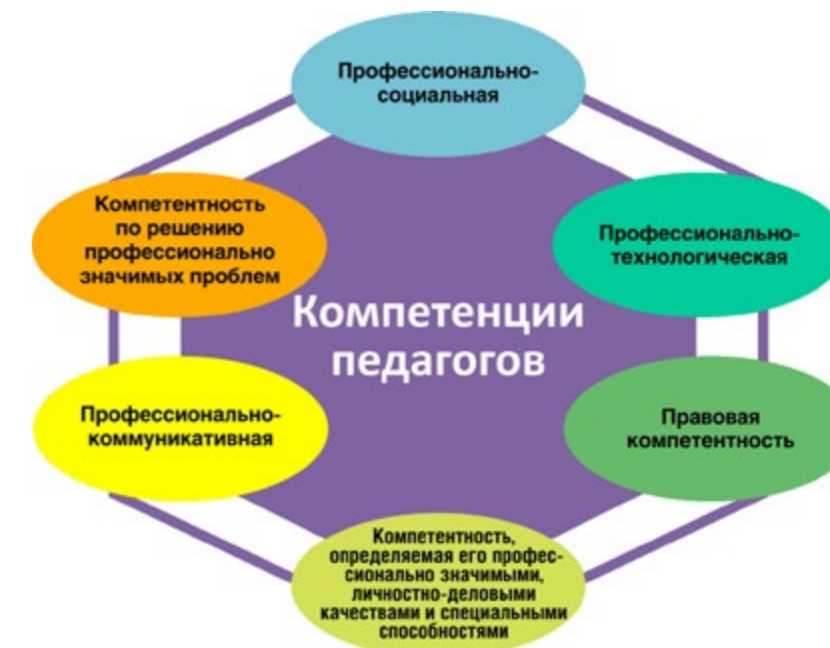 Профессионально-
социальная
Компетентность
по решению
профессионально
значимых проблем
Профессионально-
технологическая
Компетенции
педагогов
Профессионально-
коммуникативная
Правовая
компетентность
Компетентность,
определяемая его профес-
сионально значимыми,
личностно-деловыми
качествами и специальными
способностями